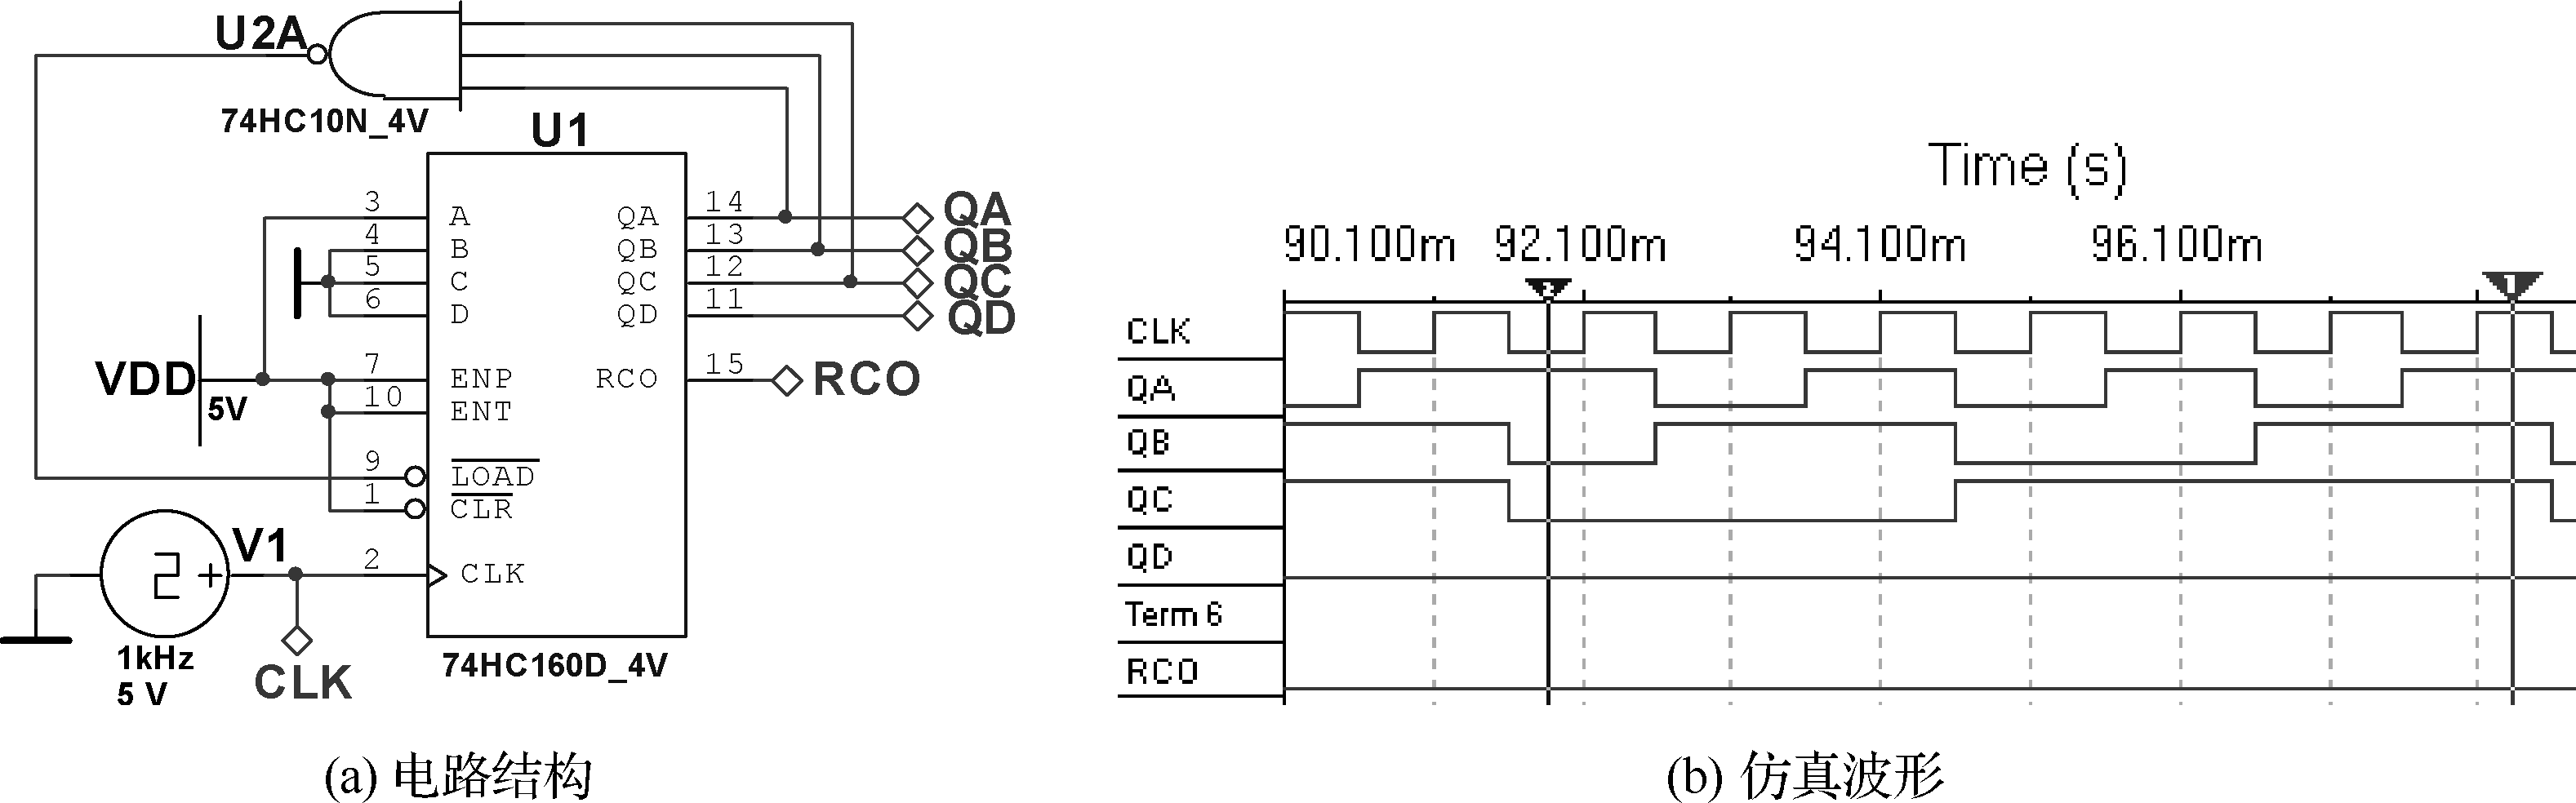 U2A
74HC10N_4V
U1
3 A QA 14 QA
4 B QB 13 QB
5 C QC 12 QC
6 D QD 11 QD
VDD
5V
7 ENP RCO 15 RCO
10 ENT
9 LOAD
1 CLR
V1
2 CLK
1kHz
5 V
CLK
74HC160D_4V
(a) 电路结构
Time (s)
90.100m 92.100m 94.100m 96.100m
CLK
QA
QB
QC
QD
Term 6
RCO
(b) 仿真波形